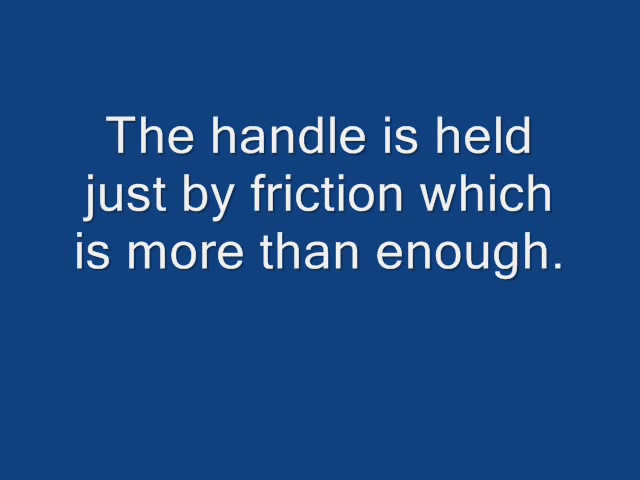 The handle is held
just by friction which
is more than enough.